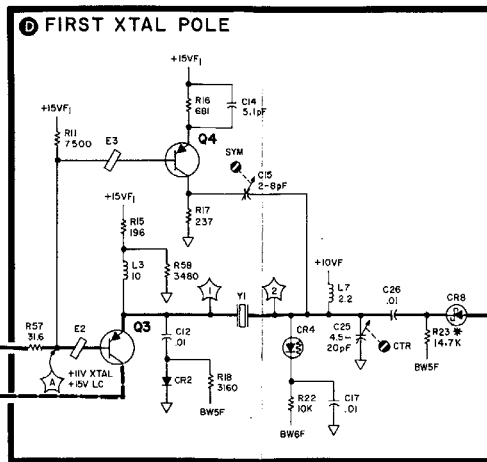 D FIRST XTAL POLE
+15VF1
R16
681
C14
5.1pF
+15VF1
R11
7500
E3
Q4
SYM
C15
2-8pF
+15VF1
R15
196
R17
237
L3
10
R58
3480
+10VF
L7
2.2
C26
.01
CR8
1
Y1
2
R57
31.6
E2
Q3
C12
.01
CR4
C25
4.5-
20pF
CTR
R23 *
14.7K
A
+11V XTAL
+15V LC
CR2
R18
3160
BW5F
BW5F
R22
10K
C17
.01
BW6F